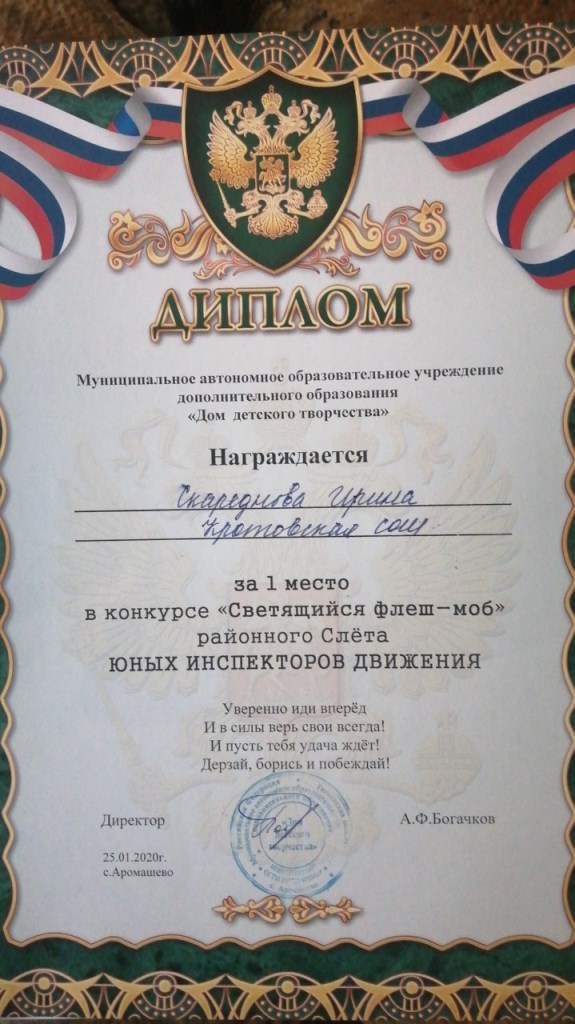 ДИПЛОМ
Муниципальное автономное образовательное учреждение
дополнительного образования
«Дом детского творчества»
Награждается
Скареднова Ирина
Кротовская сош
за 1 место
в конкурсе «Светящийся флеш-моб»
районного Слёта
ЮНЫХ ИНСПЕКТОРОВ ДВИЖЕНИЯ
Уверенно иди вперёд
И в силы верь свои всегда!
И пусть тебя удача ждёт!
Дерзай, борись и побеждай!
Директор
А.Ф.Богачков
25.01.2020г.
с.Аромашево